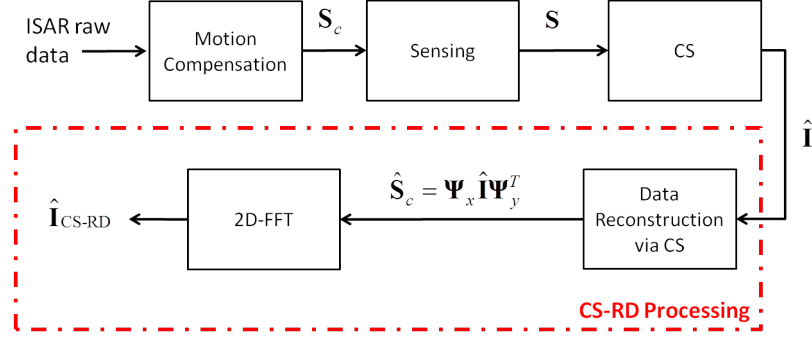 ISAR raw data
Motion Compensation
S_c
Sensing
S
CS
Î
Data Reconstruction via CS
Ŝ_c = Ψ_x Î Ψ_y^T
2D-FFT
Î_CS-RD
CS-RD Processing